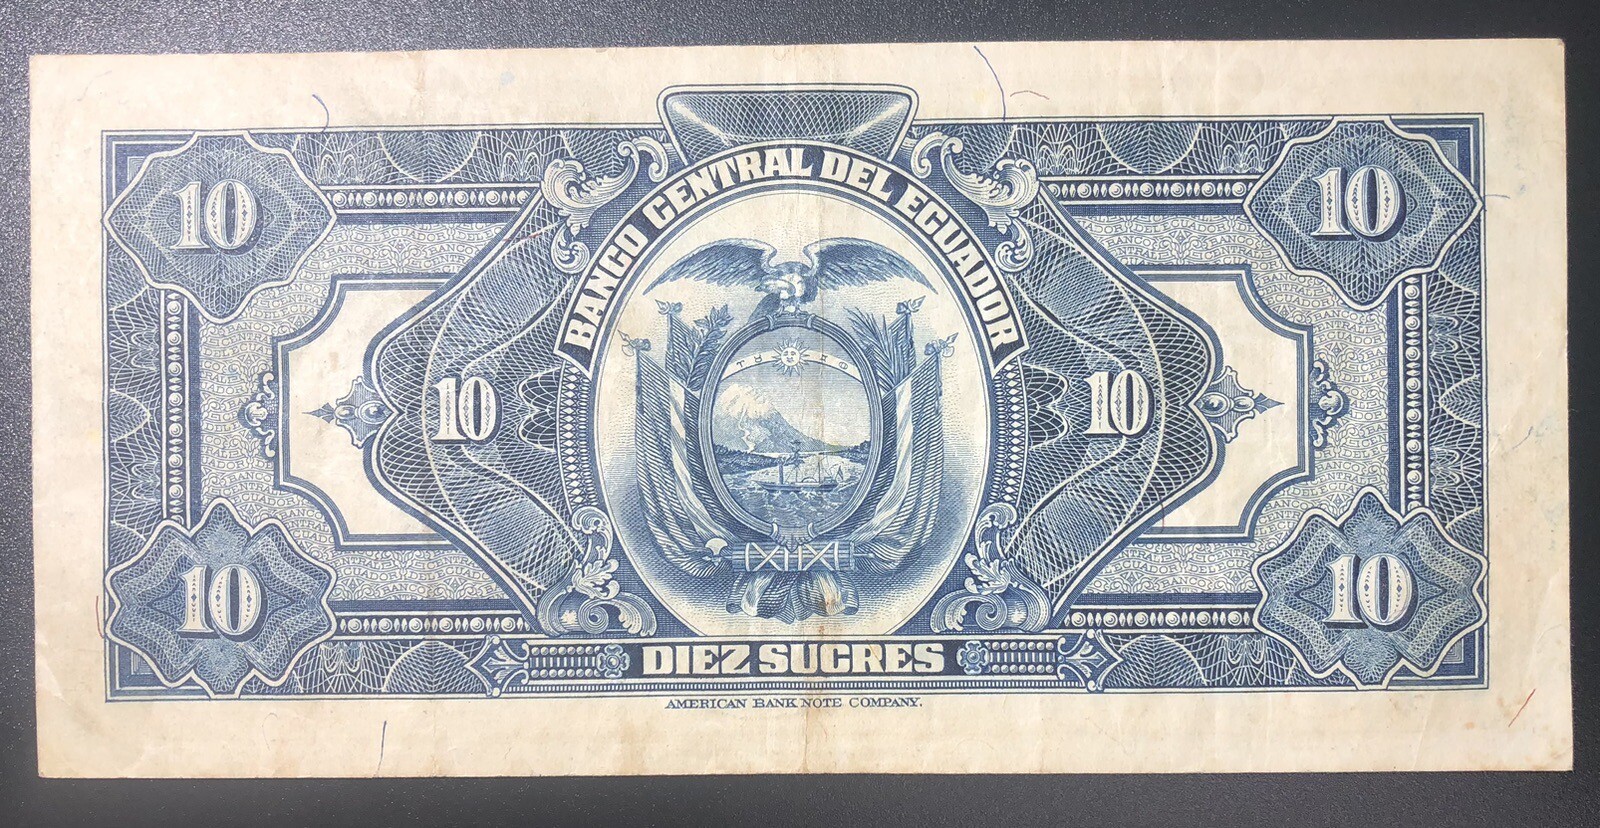 BANCO CENTRAL DEL ECUADOR
10 10
10 10
10 10
DIEZ SUCRES
AMERICAN BANK NOTE COMPANY.